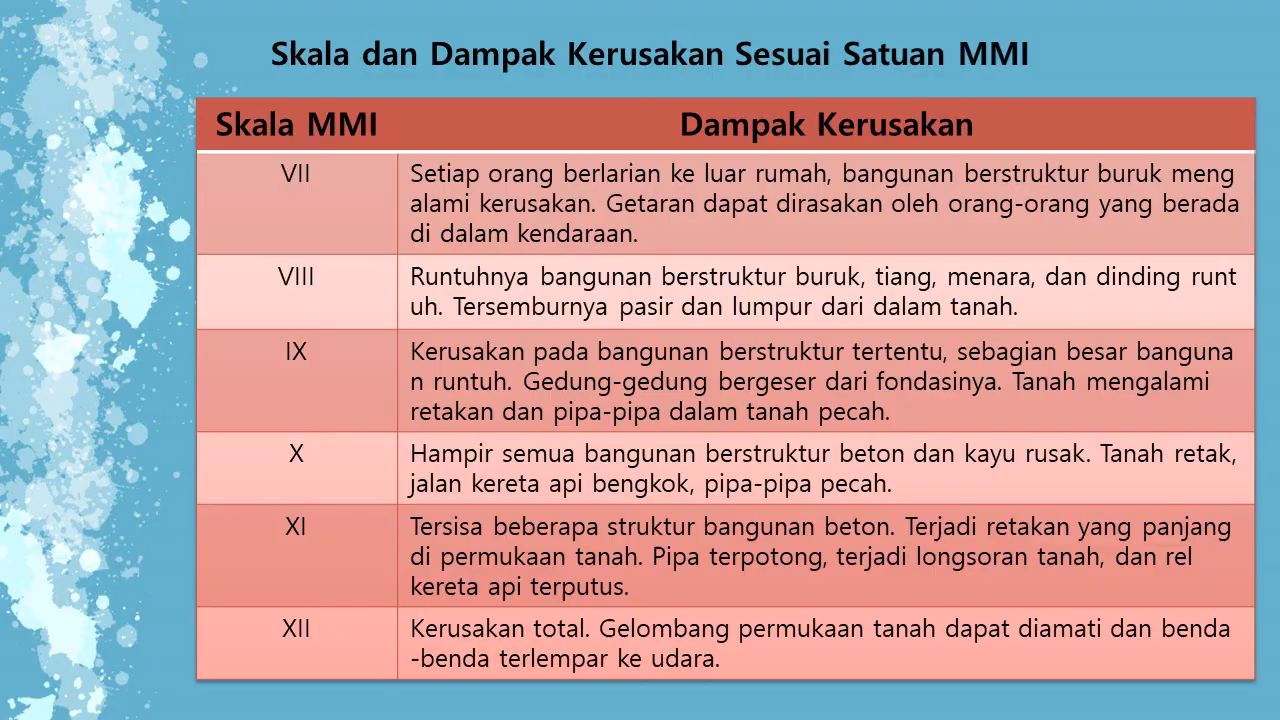 Skala dan Dampak Kerusakan Sesuai Satuan MMI
Skala MMI Dampak Kerusakan
VII Setiap orang berlarian ke luar rumah, bangunan berstruktur buruk meng
alami kerusakan. Getaran dapat dirasakan oleh orang-orang yang berada
di dalam kendaraan.
VIII Runtuhnya bangunan berstruktur buruk, tiang, menara, dan dinding runt
uh. Tersemburnya pasir dan lumpur dari dalam tanah.
IX Kerusakan pada bangunan berstruktur tertentu, sebagian besar banguna
n runtuh. Gedung-gedung bergeser dari fondasinya. Tanah mengalami
retakan dan pipa-pipa dalam tanah pecah.
X Hampir semua bangunan berstruktur beton dan kayu rusak. Tanah retak,
jalan kereta api bengkok, pipa-pipa pecah.
XI Tersisa beberapa struktur bangunan beton. Terjadi retakan yang panjang
di permukaan tanah. Pipa terpotong, terjadi longsoran tanah, dan rel
kereta api terputus.
XII Kerusakan total. Gelombang permukaan tanah dapat diamati dan benda
-benda terlempar ke udara.